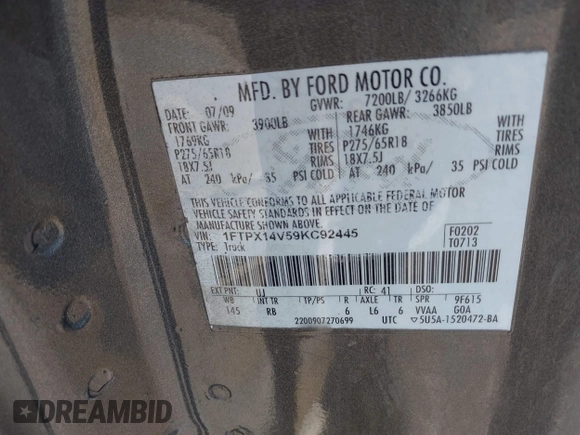 MFD. BY FORD MOTOR CO.
DATE: 07/09 GVWR: 7200LB/ 3266KG
FRONT GAWR: 3900LB REAR GAWR: 3850LB
1769KG WITH 1746KG WITH
P275/65R18 TIRES P275/65R18 TIRES
18X7.5J RIMS 18X7.5J RIMS
AT 240 kPa/ 35 PSI COLD AT 240 kPa/ 35 PSI COLD
THIS VEHICLE CONFORMS TO ALL APPLICABLE FEDERAL MOTOR
VEHICLE SAFETY STANDARDS IN EFFECT ON THE DATE OF
MANUFACTURE SHOWN ABOVE.
VIN: 1FTPX14V59KC92445 F0202
TYPE: Truck T0713
EXT PNT: UJ RC: 41 DSO:
WB INT TR TP/PS R AXLE TR SPR 9F615
145 RB 6 L6 6 VVAA GOA
2200907270699 UTC ▽5U5A-1520472-BA
DREAMBID